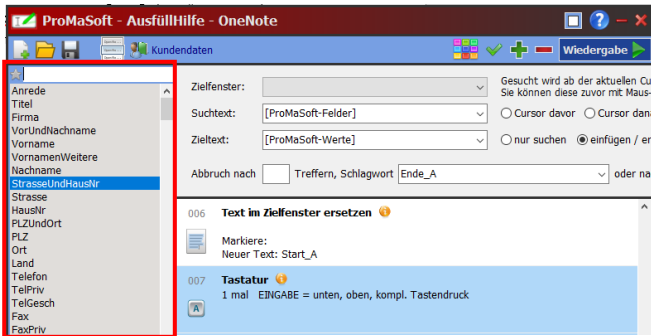 ProMaSoft - AusfüllHilfe - OneNote
Kundendaten
Wiedergabe
Anrede
Titel
Firma
VorUndNachname
Vorname
VornamenWeitere
Nachname
StrasseUndHausNr
Strasse
HausNr
PLZUndOrt
PLZ
Ort
Land
Telefon
TelPriv
TelGesch
Fax
FaxPriv
Zielfenster:
Gesucht wird ab der aktuellen Cu
Sie können diese zuvor mit Maus-
Suchtext: [ProMaSoft-Felder] Cursor davor Cursor dana
Zieltext: [ProMaSoft-Werte] nur suchen einfügen / er
Abbruch nach Treffern, Schlagwort Ende_A oder na
006 Text im Zielfenster ersetzen
Markiere:
Neuer Text: Start_A
007 Tastatur
1 mal EINGABE = unten, oben, kompl. Tastendruck
A